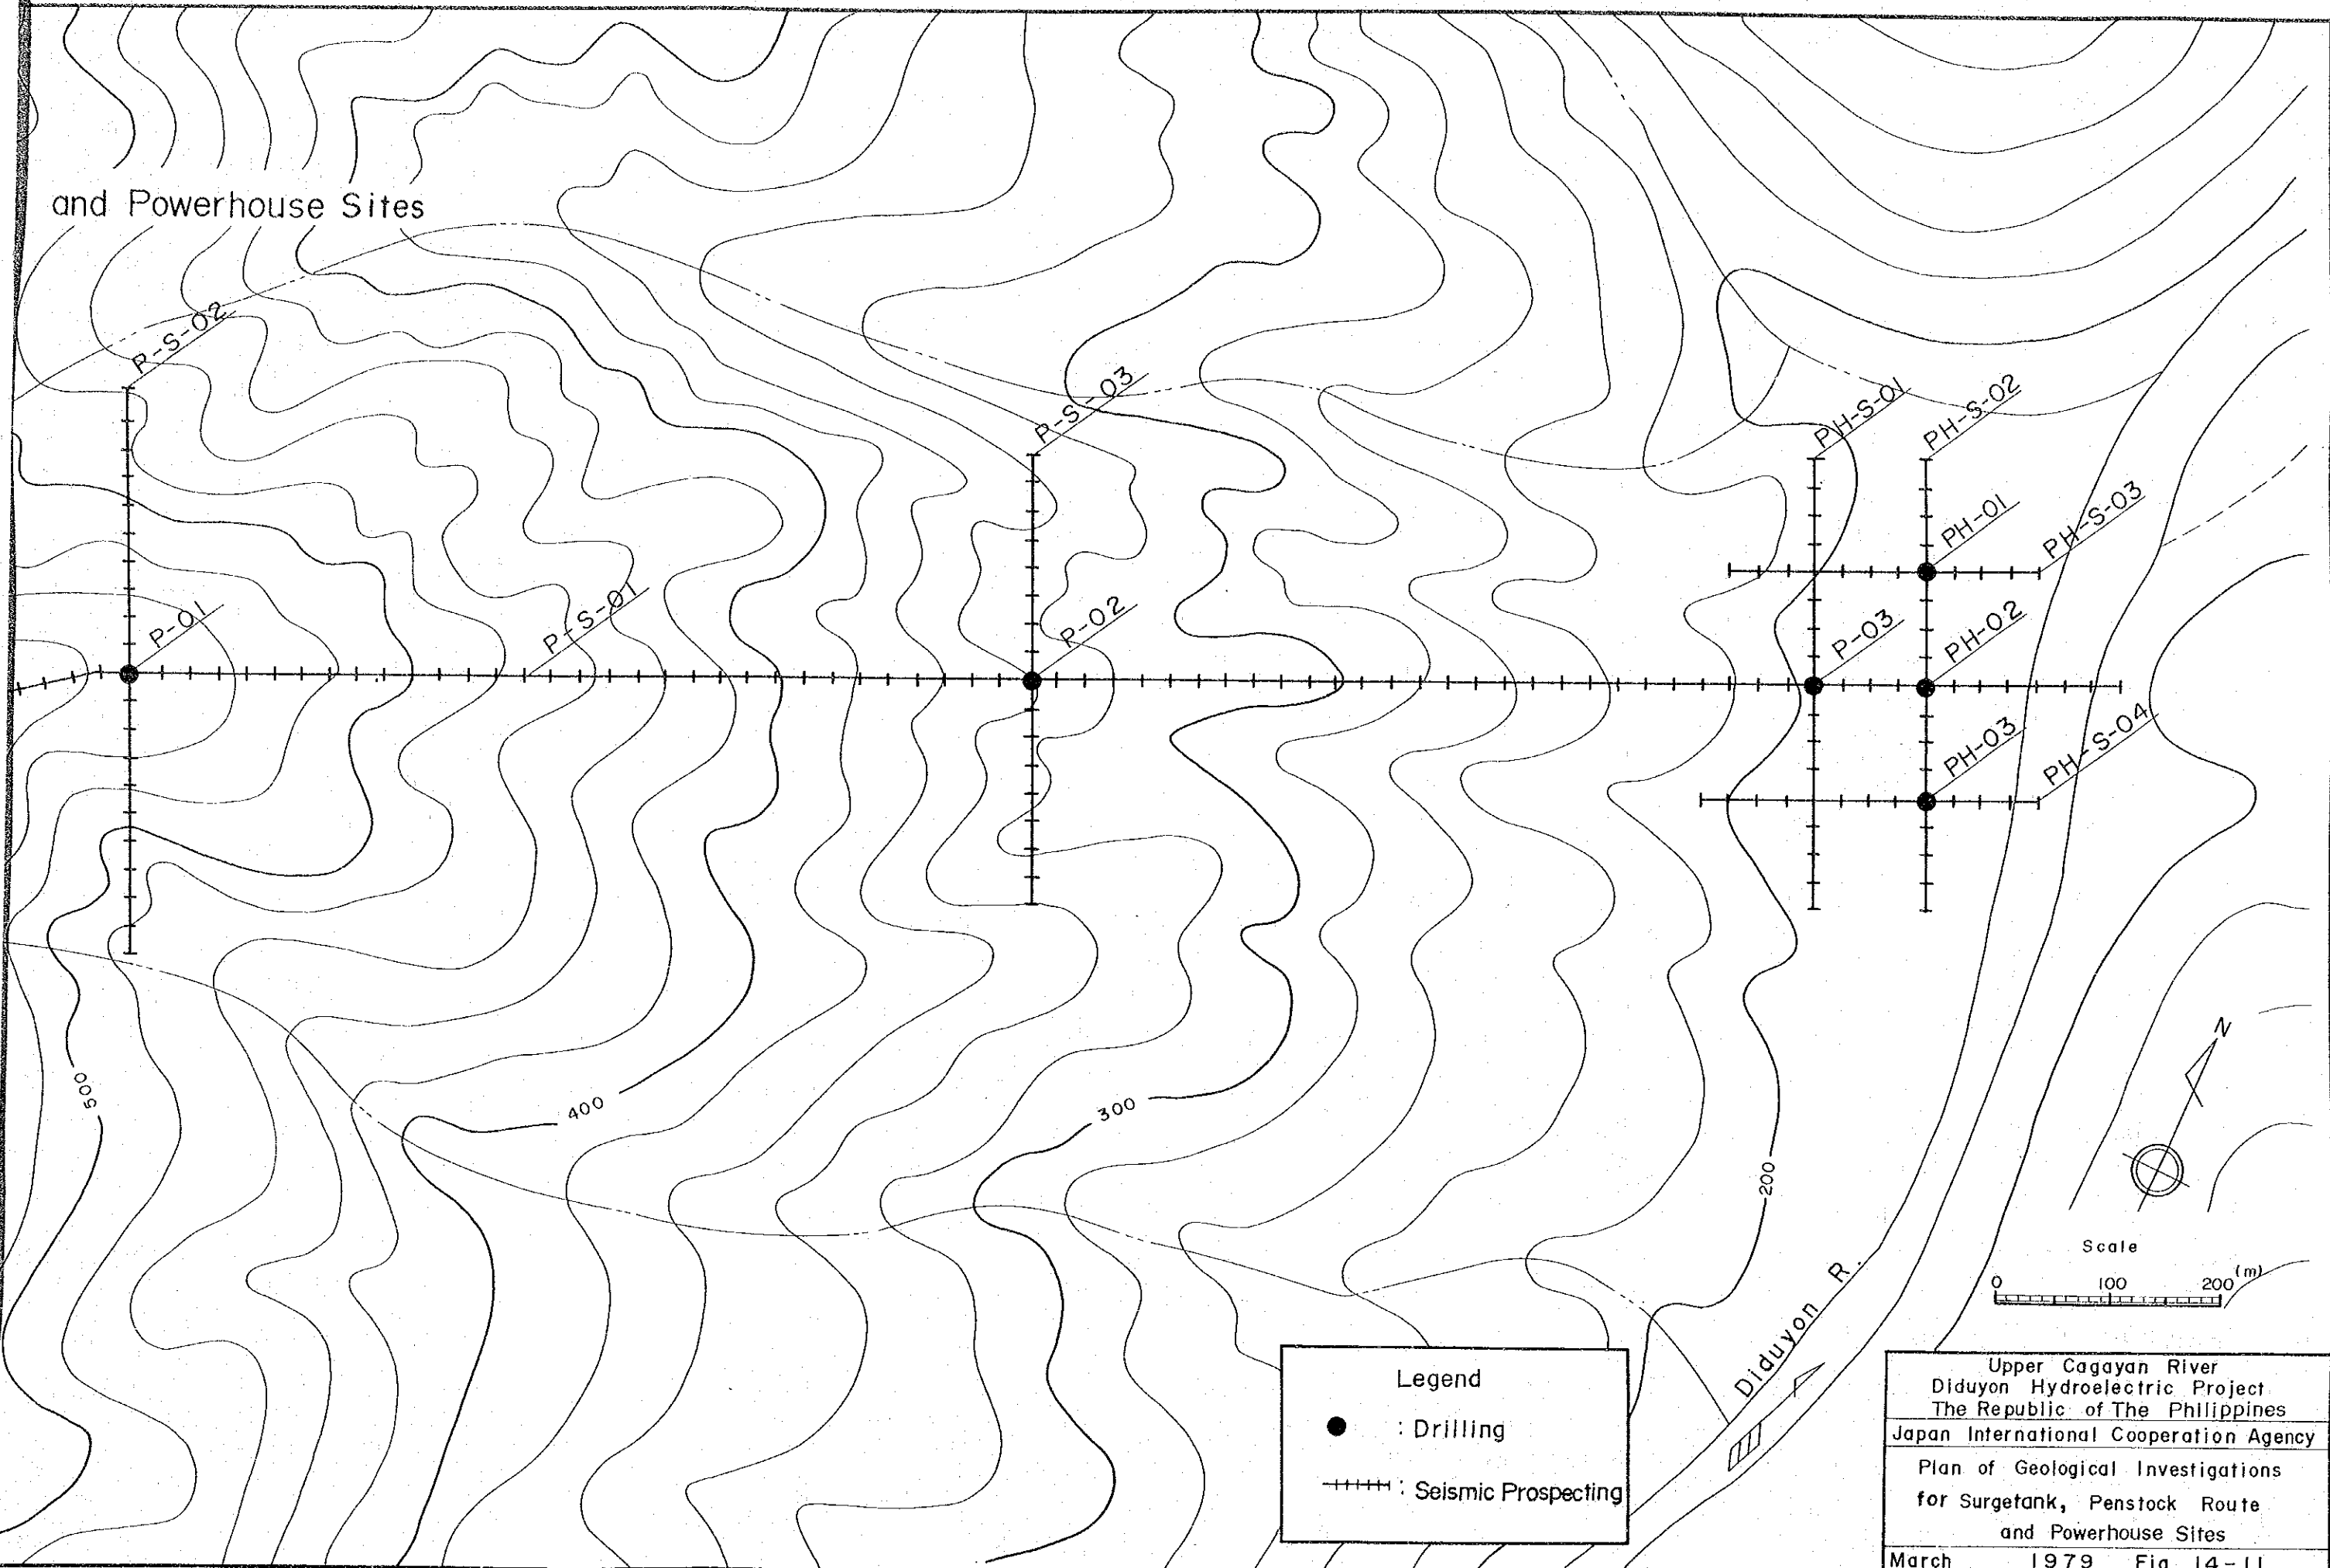 and Powerhouse Sites
P-S-02
P-S-03
PH-S-01
PH-S-02
PH-01
PH-S-03
P-01
P-S-01
P-02
P-03
PH-02
PH-03
PH-S-04
500
400
300
200
N
Scale
0 100 200 (m)
Diduyon R.
Legend
: Drilling
: Seismic Prospecting
Upper Cagayan River
Diduyon Hydroelectric Project
The Republic of The Philippines
Japan International Cooperation Agency
Plan of Geological Investigations
for Surgetank, Penstock Route
and Powerhouse Sites
March 1979 Fig. 14-11